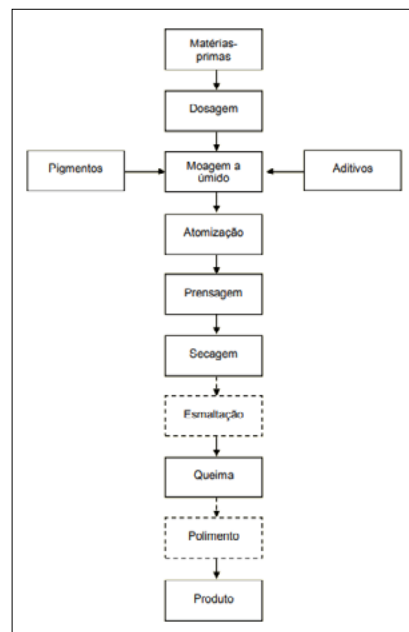 Matérias-
primas
Dosagem
Pigmentos
Moagem a
úmido
Aditivos
Atomização
Prensagem
Secagem
Esmaltação
Queima
Polimento
Produto